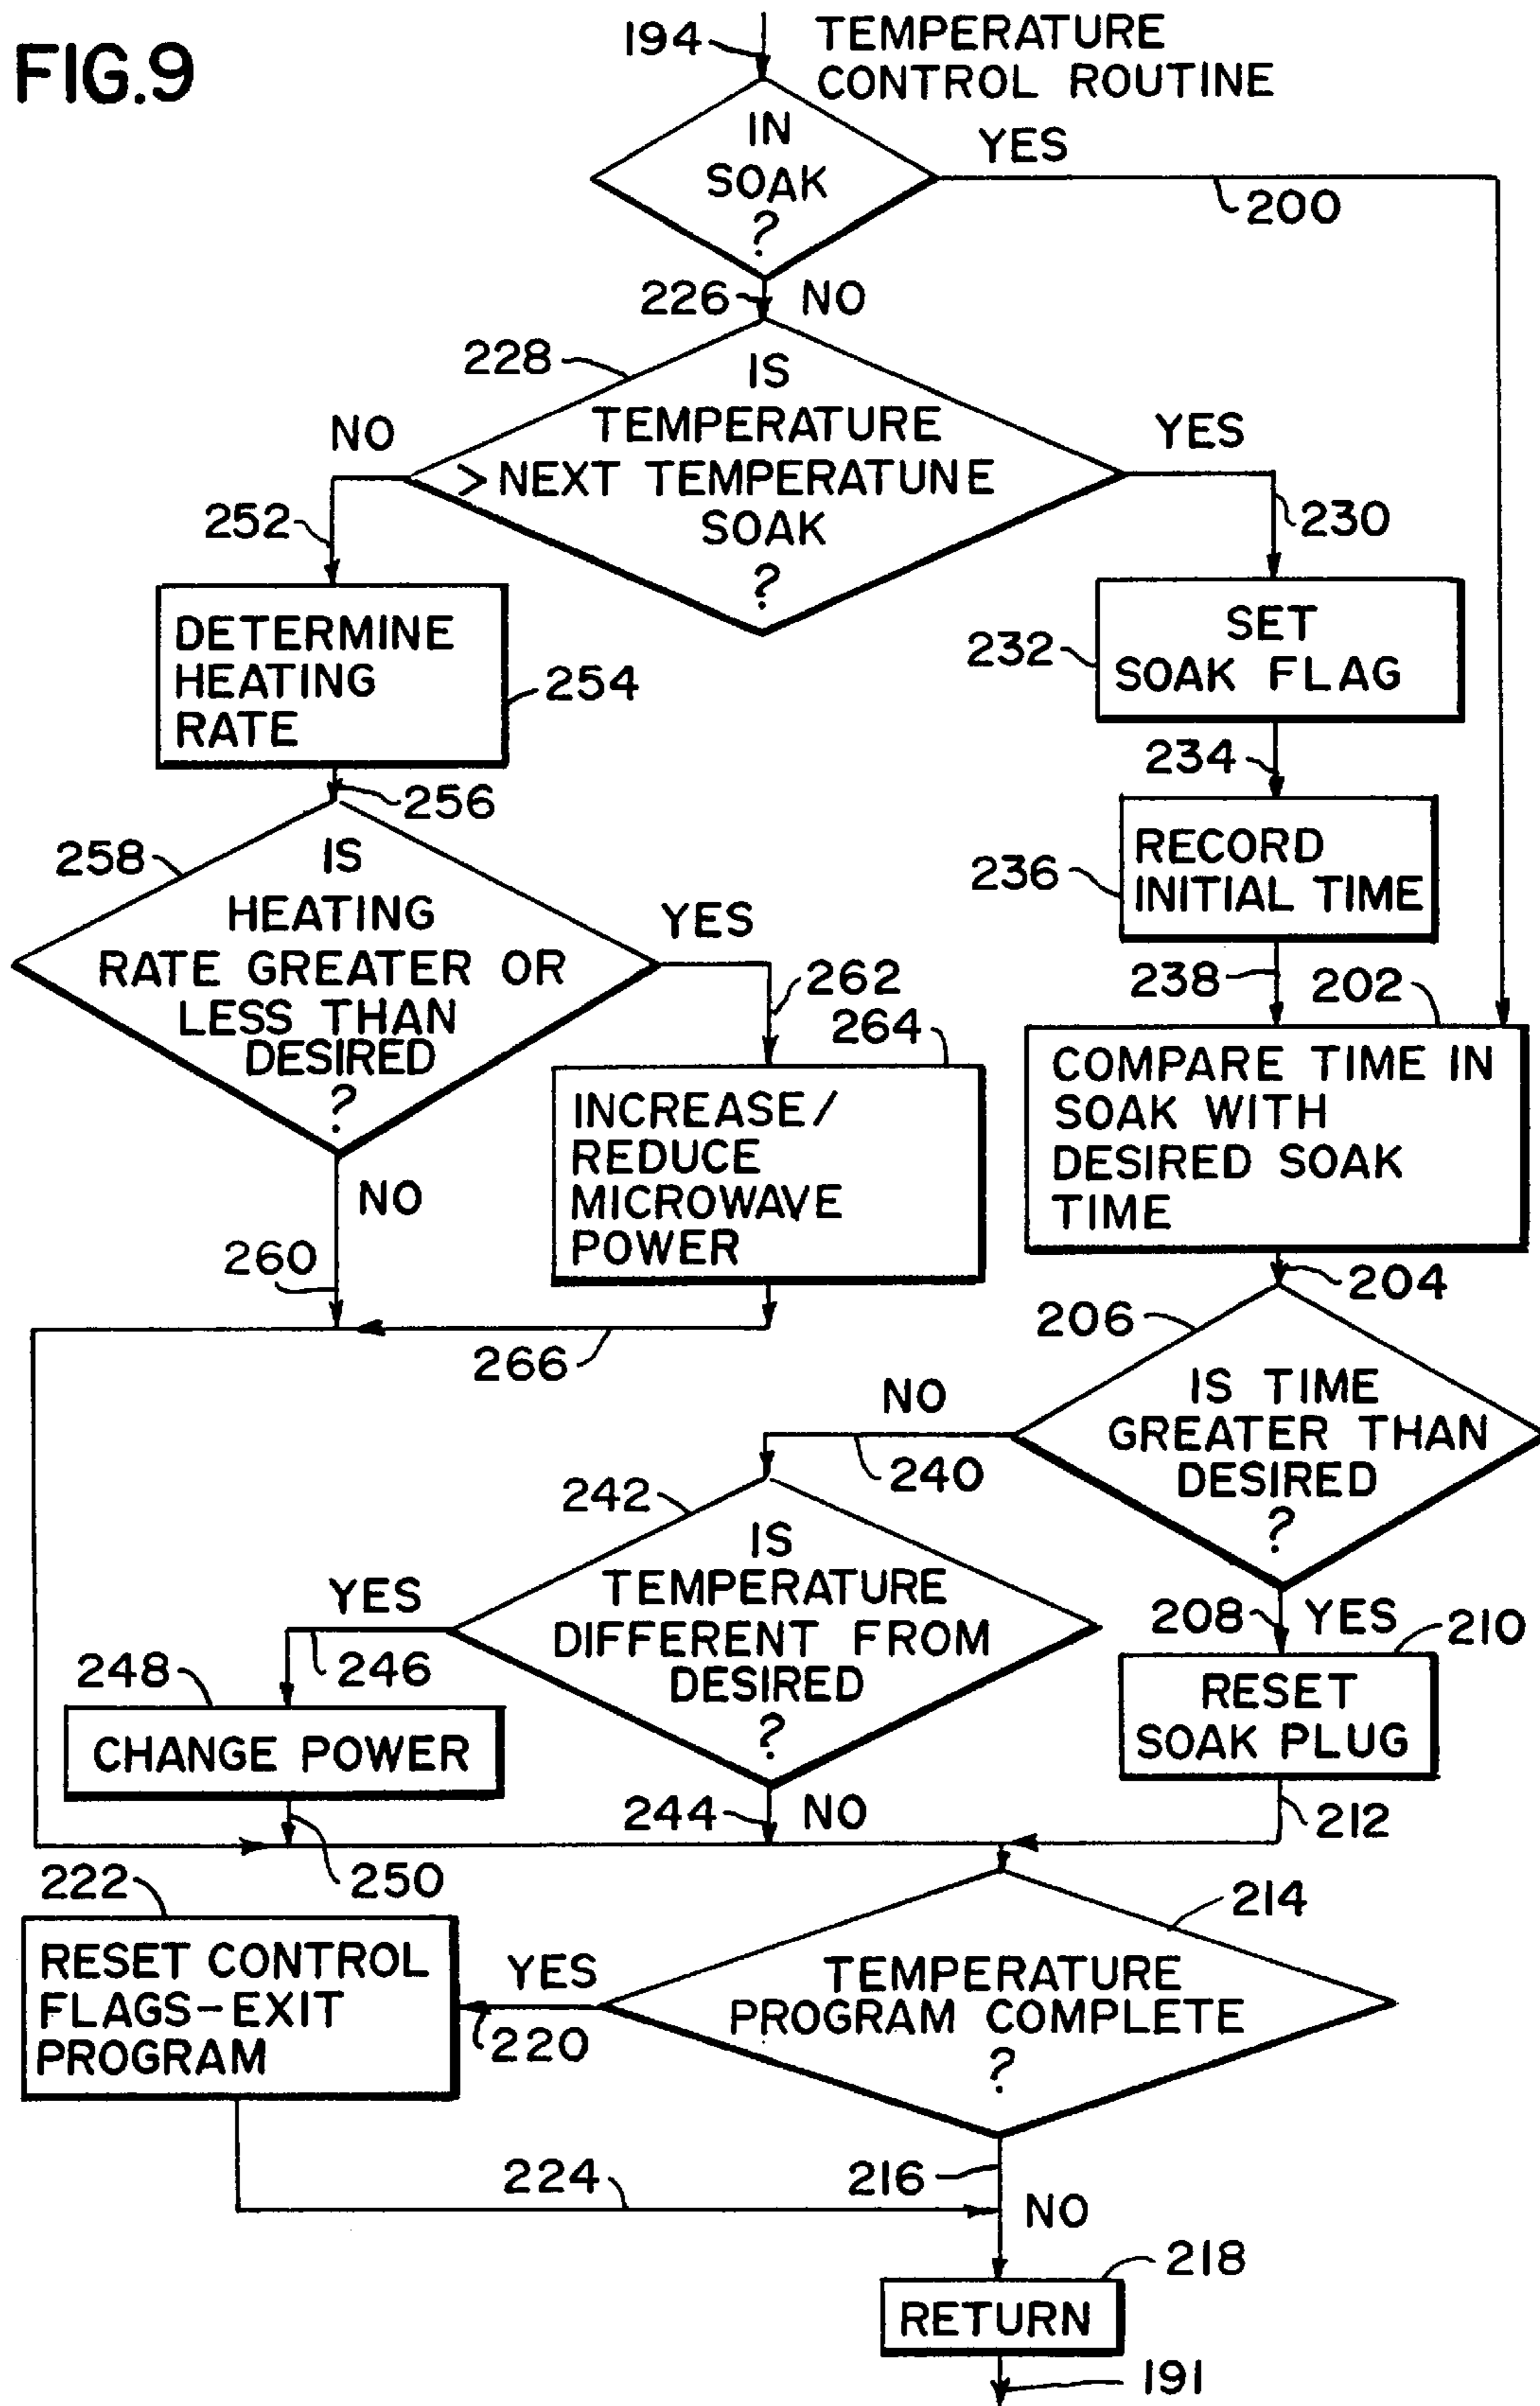 FIG.9
194
TEMPERATURE
CONTROL ROUTINE
IN
SOAK
?
YES
200
226
NO
228
IS
TEMPERATURE
> NEXT TEMPERATUNE
SOAK
?
NO
YES
252
230
DETERMINE
HEATING
RATE
254
SET
SOAK FLAG
232
234
256
RECORD
INITIAL TIME
236
258
IS
HEATING
RATE GREATER OR
LESS THAN
DESIRED
?
YES
262
264
238
202
INCREASE/
REDUCE
MICROWAVE
POWER
COMPARE TIME IN
SOAK WITH
DESIRED SOAK
TIME
NO
260
204
206
266
IS TIME
GREATER THAN
DESIRED
?
NO
240
242
IS
TEMPERATURE
DIFFERENT FROM
DESIRED
?
YES
246
248
CHANGE POWER
208
YES
210
RESET
SOAK PLUG
244
NO
212
250
222
214
RESET CONTROL
FLAGS-EXIT
PROGRAM
YES
220
TEMPERATURE
PROGRAM COMPLETE
?
224
216
NO
218
RETURN
191